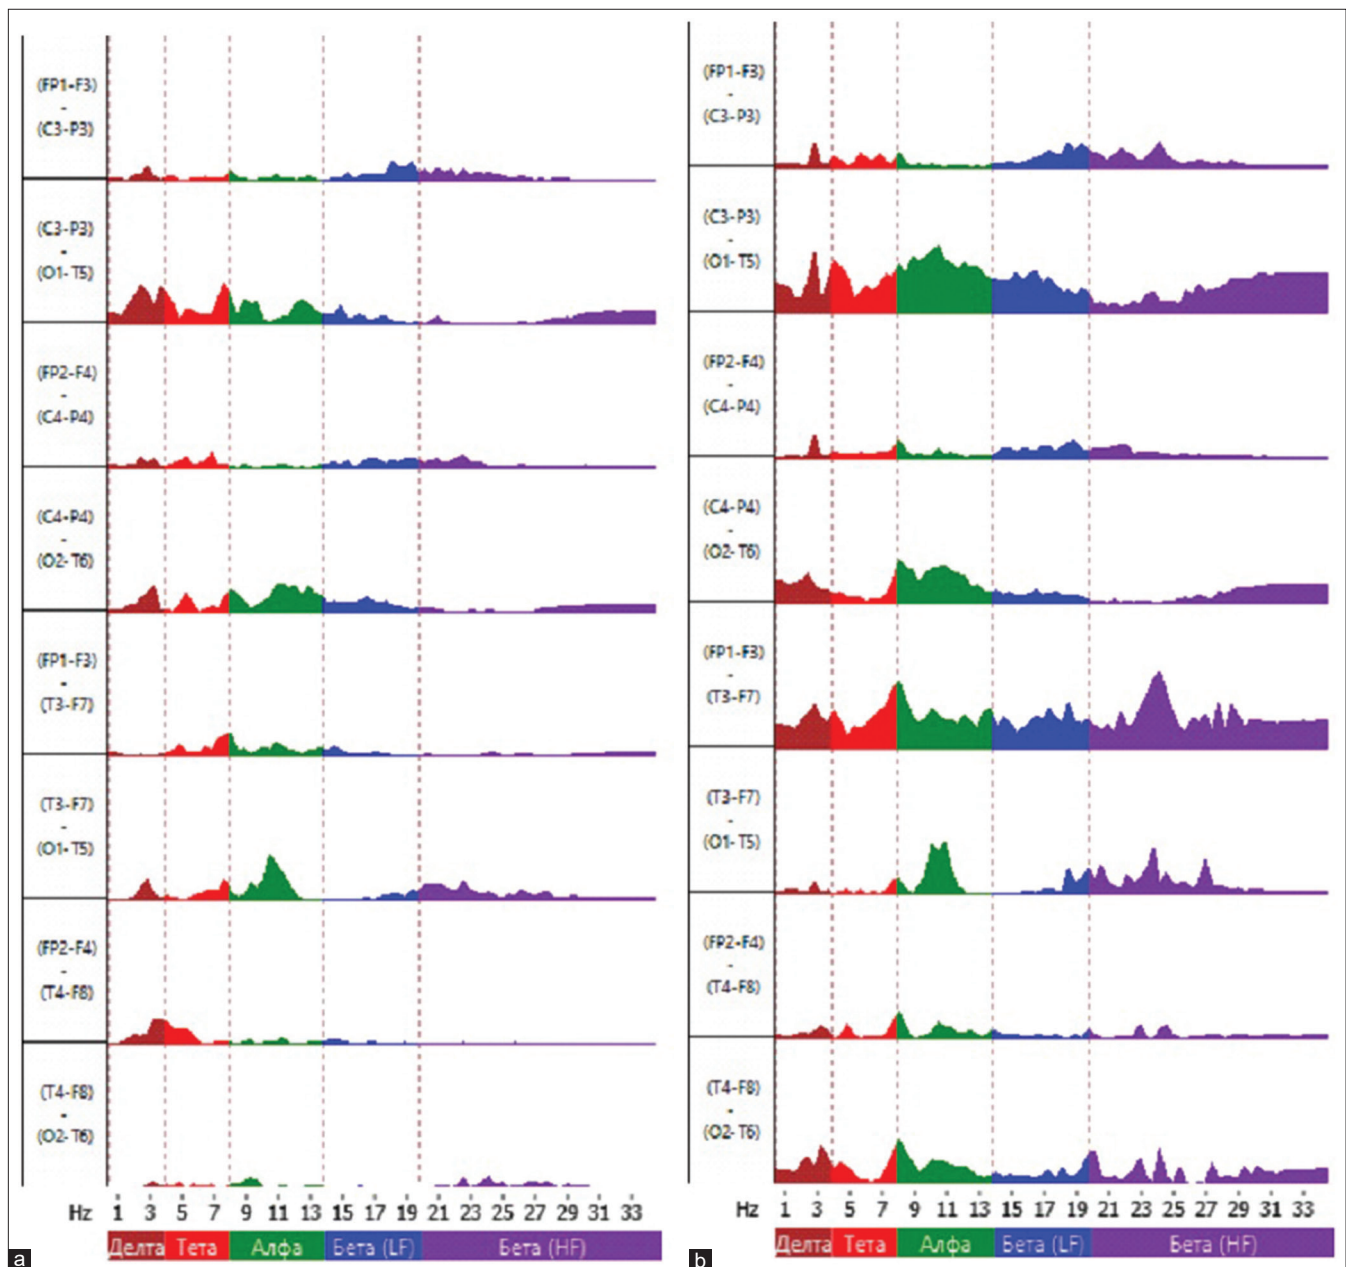 (FP1-F3)
-
(C3-P3)
(C3-P3)
-
(O1-T5)
(FP2-F4)
-
(C4-P4)
(C4-P4)
-
(O2-T6)
(FP1-F3)
-
(T3-F7)
(T3-F7)
-
(O1-T5)
(FP2-F4)
-
(T4-F8)
(T4-F8)
-
(O2-T6)
Hz 1 3 5 7 9 11 13 15 17 19 21 23 25 27 29 31 33
Делта Тета Алфа Бета (LF) Бета (HF)
a
(FP1-F3)
-
(C3-P3)
(C3-P3)
-
(O1-T5)
(FP2-F4)
-
(C4-P4)
(C4-P4)
-
(O2-T6)
(FP1-F3)
-
(T3-F7)
(T3-F7)
-
(O1-T5)
(FP2-F4)
-
(T4-F8)
(T4-F8)
-
(O2-T6)
Hz 1 3 5 7 9 11 13 15 17 19 21 23 25 27 29 31 33
Делта Тета Алфа Бета (LF) Бета (HF)
b